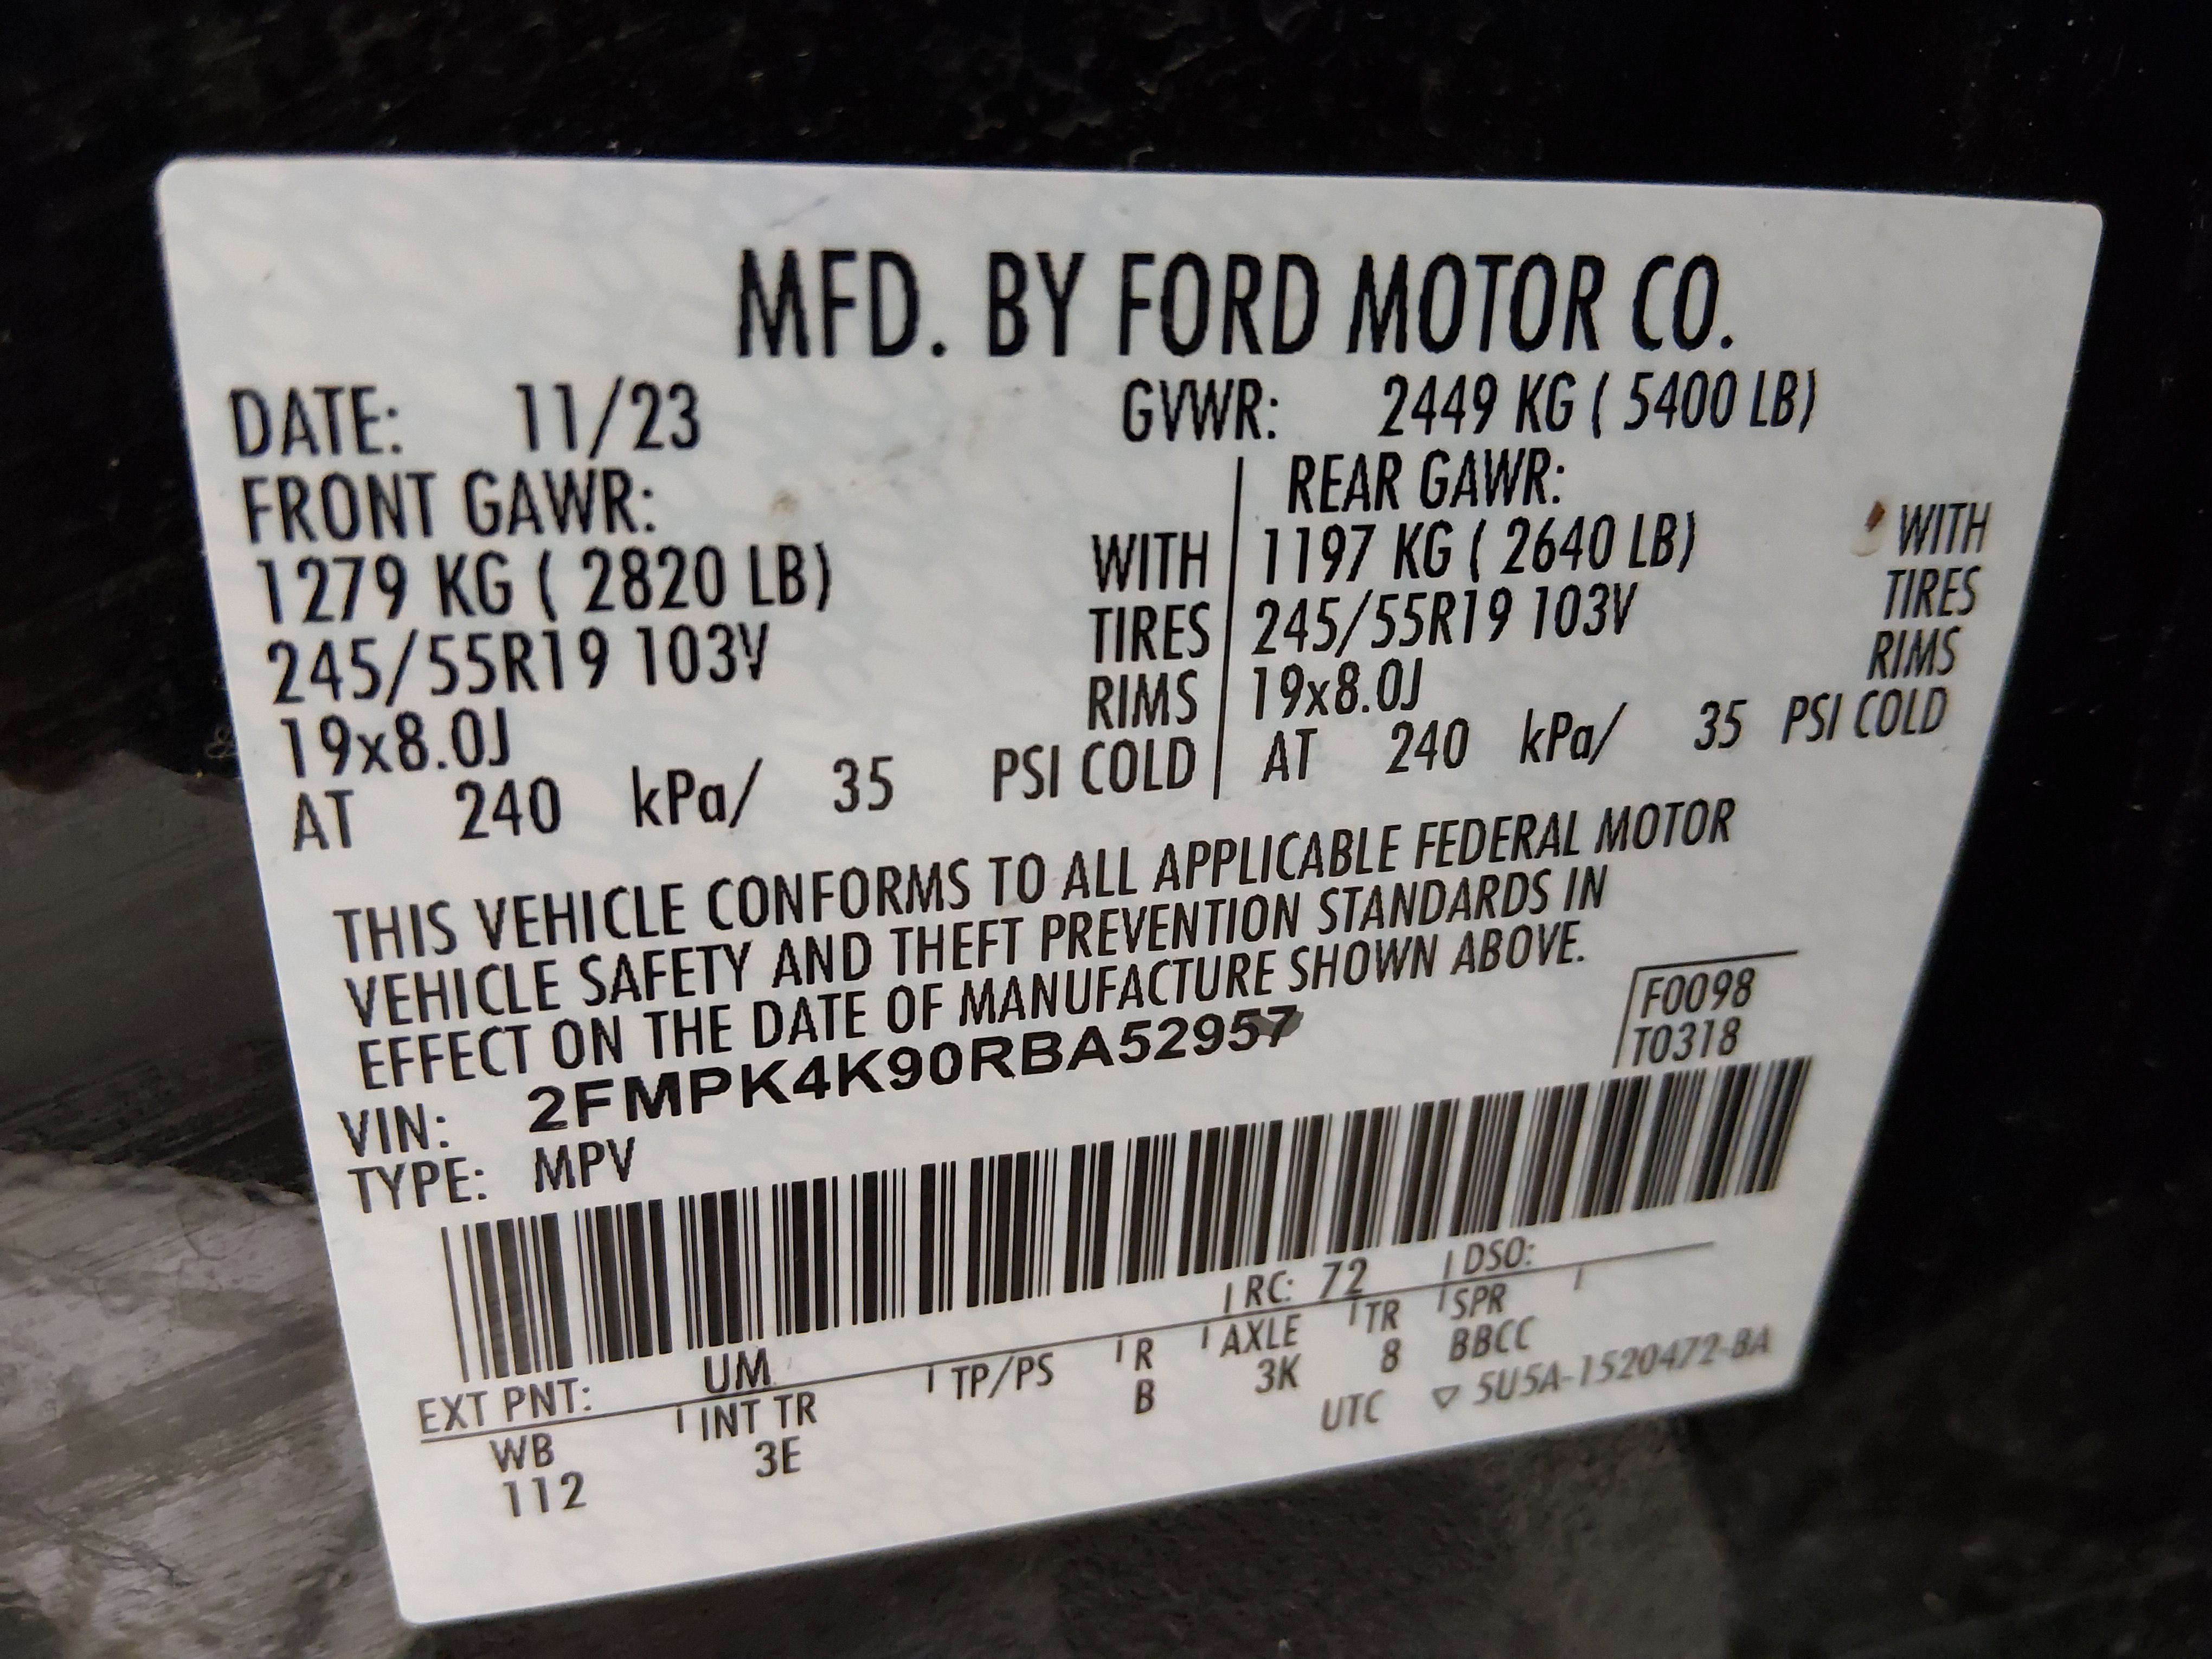 MFD. BY FORD MOTOR CO.
DATE: 11/23 GVWR: 2449 KG ( 5400 LB)
FRONT GAWR: REAR GAWR:
1279 KG ( 2820 LB) WITH 1197 KG ( 2640 LB) WITH
245/55R19 103V TIRES 245/55R19 103V TIRES
19x8.0J RIMS 19x8.0J RIMS
AT 240 kPa/ 35 PSI COLD AT 240 kPa/ 35 PSI COLD
THIS VEHICLE CONFORMS TO ALL APPLICABLE FEDERAL MOTOR
VEHICLE SAFETY AND THEFT PREVENTION STANDARDS IN
EFFECT ON THE DATE OF MANUFACTURE SHOWN ABOVE.
F0098
VIN: 2FMPK4K90RBA52957 T0318
TYPE: MPV
EXT PNT: UM RC: 72 DSO:
WB INT TR TP/PS R AXLE TR SPR
112 3E B 3K 8 BBCC
UTC ▽ 5U5A-1520472-BA